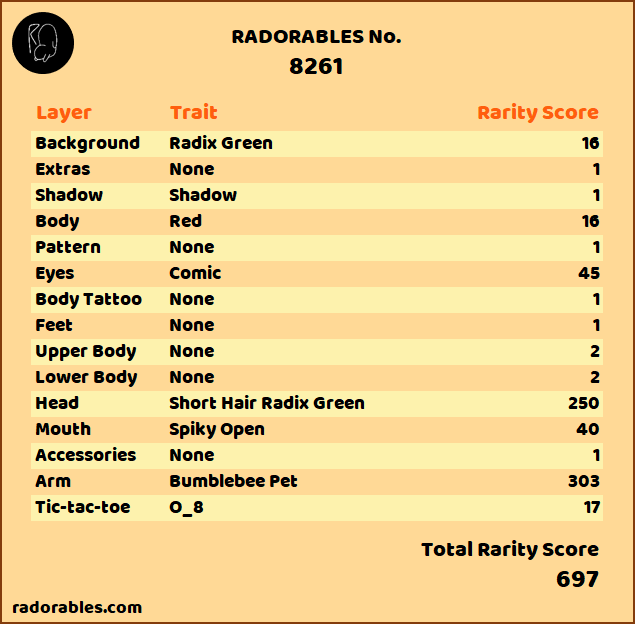 RADORABLES No.
8261
Layer Trait Rarity Score
Background Radix Green 16
Extras None 1
Shadow Shadow 1
Body Red 16
Pattern None 1
Eyes Comic 45
Body Tattoo None 1
Feet None 1
Upper Body None 2
Lower Body None 2
Head Short Hair Radix Green 250
Mouth Spiky Open 40
Accessories None 1
Arm Bumblebee Pet 303
Tic-tac-toe O_8 17
Total Rarity Score
697
radorables.com